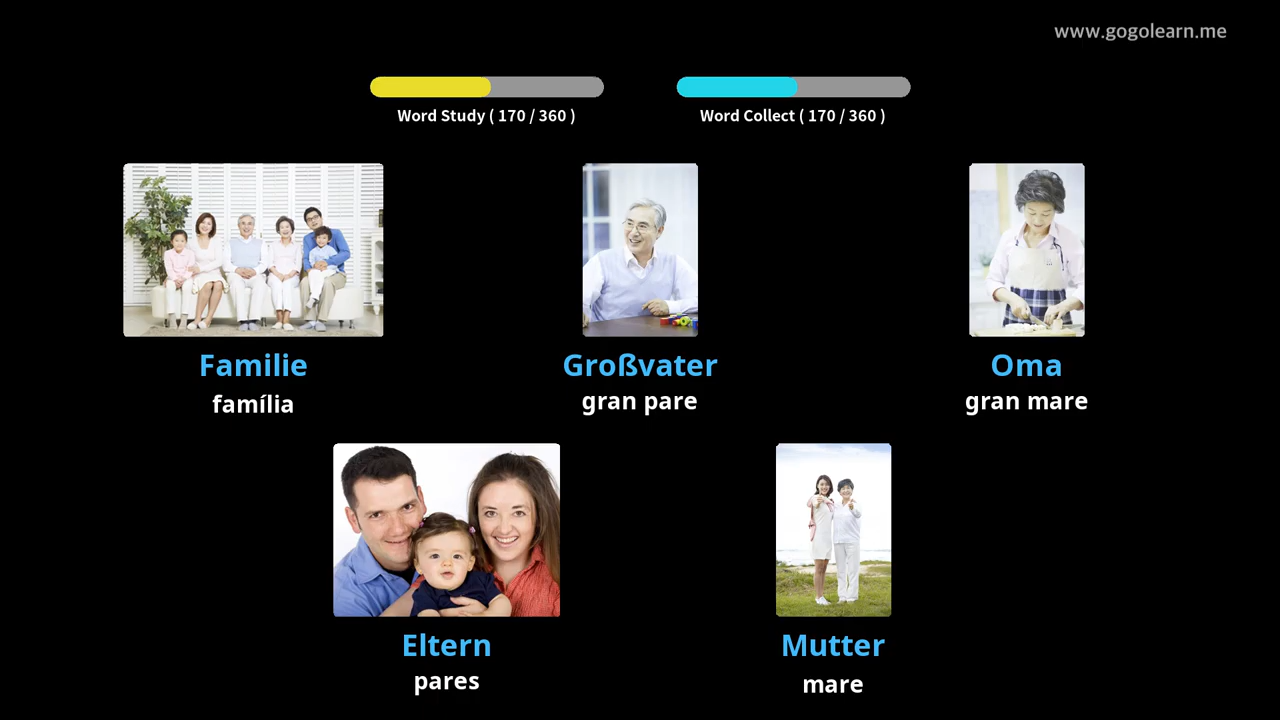 www.gogolearn.me
Word Study ( 170 / 360 )
Word Collect ( 170 / 360 )
Familie
família
Großvater
gran pare
Oma
gran mare
Eltern
pares
Mutter
mare